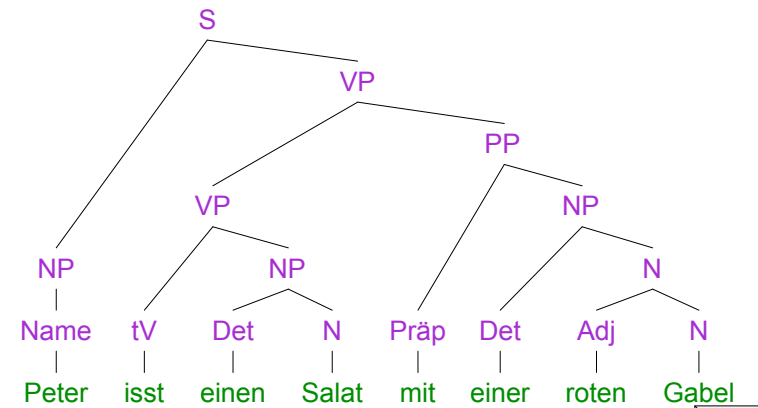 S
VP
PP
VP NP
NP NP N
Name tV Det N Präp Det Adj N
Peter isst einen Salat mit einer roten Gabel